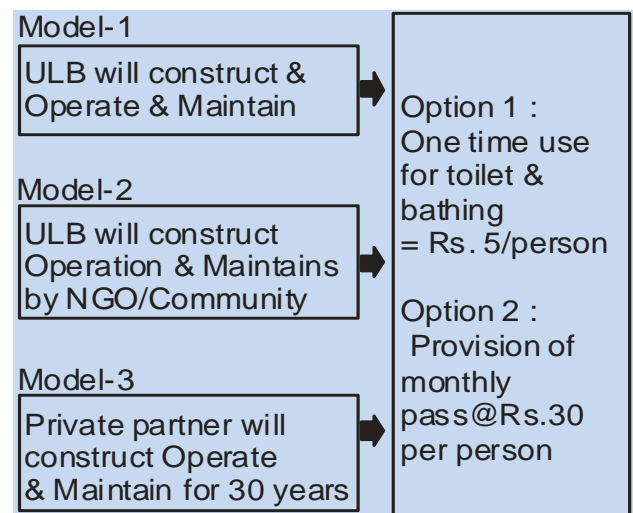 Model-1
ULB will construct &
Operate & Maintain
Model-2
ULB will construct
Operation & Maintains
by NGO/Community
Model-3
Private partner will
construct Operate
& Maintain for 30 years
Option 1 :
One time use
for toilet &
bathing
= Rs. 5/person
Option 2 :
Provision of
monthly
pass@Rs.30
per person